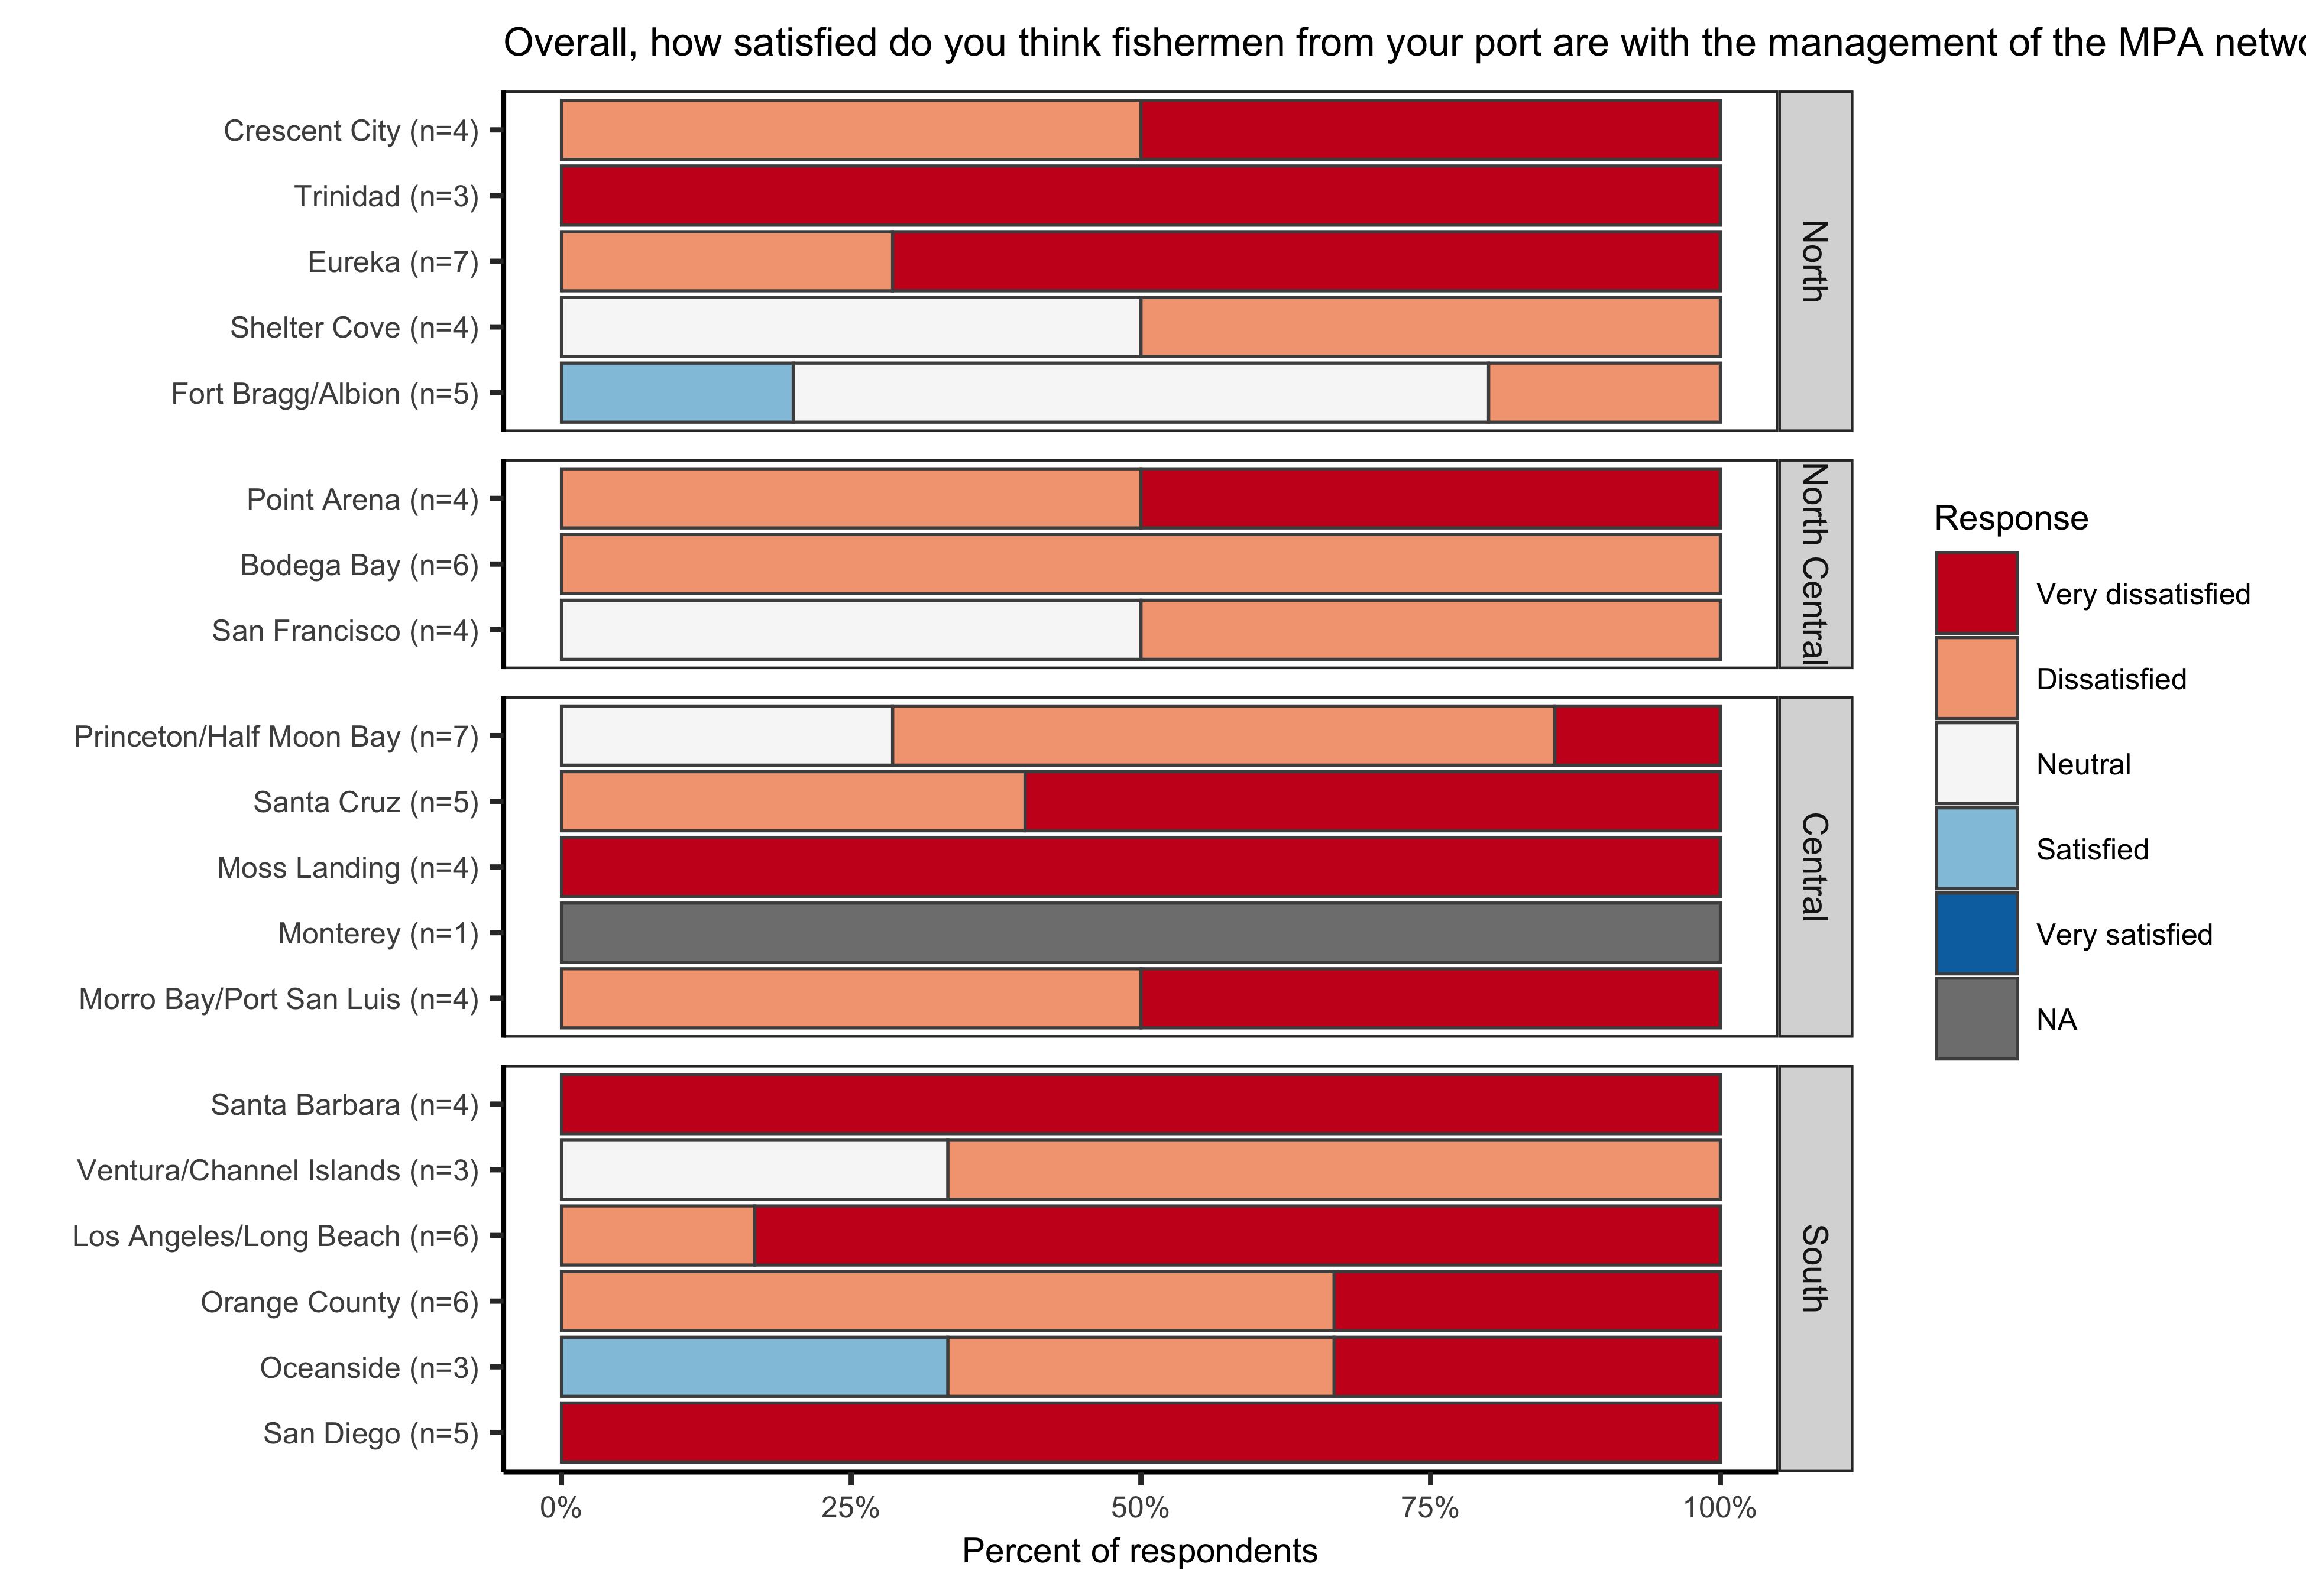 Overall, how satisfied do you think fishermen from your port are with the management of the MPA
Crescent City (n=4)
Trinidad (n=3)
Eureka (n=7)
Shelter Cove (n=4)
Fort Bragg/Albion (n=5)
North
Point Arena (n=4)
Bodega Bay (n=6)
San Francisco (n=4)
North Central
Princeton/Half Moon Bay (n=7)
Santa Cruz (n=5)
Moss Landing (n=4)
Monterey (n=1)
Morro Bay/Port San Luis (n=4)
Central
Santa Barbara (n=4)
Ventura/Channel Islands (n=3)
Los Angeles/Long Beach (n=6)
Orange County (n=6)
Oceanside (n=3)
San Diego (n=5)
South
0%
25%
50%
75%
100%
Percent of respondents
Response
Very dissatisfied
Dissatisfied
Neutral
Satisfied
Very satisfied
NA